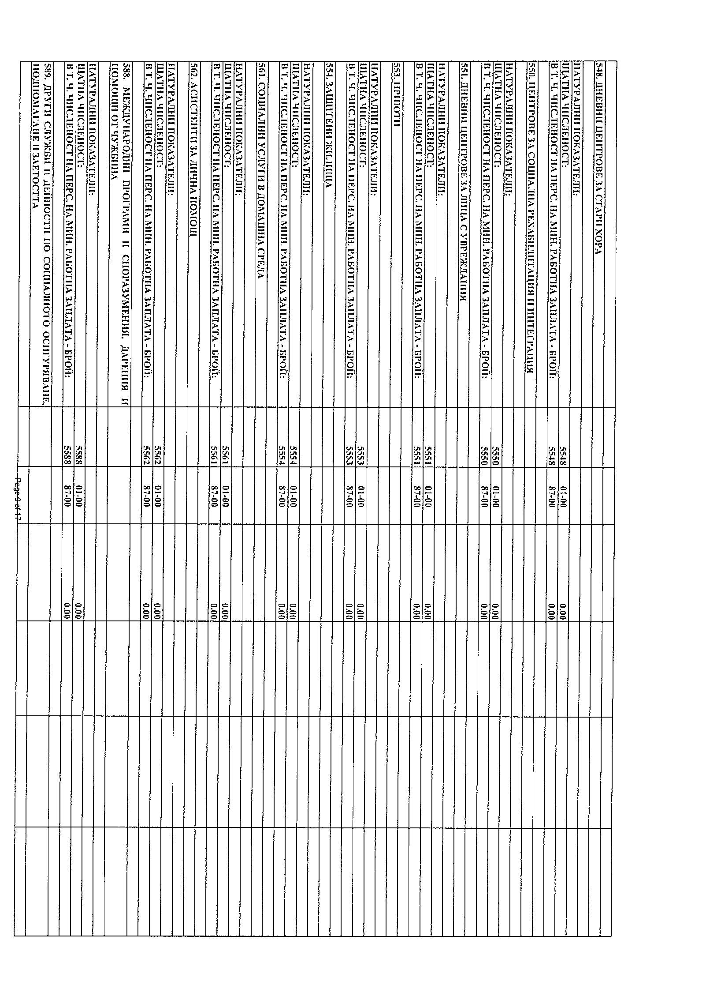 548. ДНЕВНИ ЦЕНТРОВЕ ЗА СТАРИ ХОРА
НАТУРАЛНИ ПОКАЗАТЕЛИ:
ЩАТНА ЧИСЛЕНОСТ: 5548 01-00 0.00
В Т. Ч. ЧИСЛЕНОСТ НА ПЕРС. НА МИН. РАБОТНА ЗАПЛАТА - БРОЙ: 5548 87-00 0.00
550. ЦЕНТРОВЕ ЗА СОЦИАЛНА РЕХАБИЛИТАЦИЯ И ИНТЕГРАЦИЯ
НАТУРАЛНИ ПОКАЗАТЕЛИ:
ЩАТНА ЧИСЛЕНОСТ: 5550 01-00 0.00
В Т. Ч. ЧИСЛЕНОСТ НА ПЕРС. НА МИН. РАБОТНА ЗАПЛАТА - БРОЙ: 5550 87-00 0.00
551. ДНЕВНИ ЦЕНТРОВЕ ЗА ЛИЦА С УВРЕЖДАНИЯ
НАТУРАЛНИ ПОКАЗАТЕЛИ:
ЩАТНА ЧИСЛЕНОСТ: 5551 01-00 0.00
В Т. Ч. ЧИСЛЕНОСТ НА ПЕРС. НА МИН. РАБОТНА ЗАПЛАТА - БРОЙ: 5551 87-00 0.00
553. ПРИЮТИ
НАТУРАЛНИ ПОКАЗАТЕЛИ:
ЩАТНА ЧИСЛЕНОСТ: 5553 01-00 0.00
В Т. Ч. ЧИСЛЕНОСТ НА ПЕРС. НА МИН. РАБОТНА ЗАПЛАТА - БРОЙ: 5553 87-00 0.00
554. ЗАЩИТЕНИ ЖИЛИЩА
НАТУРАЛНИ ПОКАЗАТЕЛИ:
ЩАТНА ЧИСЛЕНОСТ: 5554 01-00 0.00
В Т. Ч. ЧИСЛЕНОСТ НА ПЕРС. НА МИН. РАБОТНА ЗАПЛАТА - БРОЙ: 5554 87-00 0.00
561. СОЦИАЛНИ УСЛУГИ В ДОМАШНА СРЕДА
НАТУРАЛНИ ПОКАЗАТЕЛИ:
ЩАТНА ЧИСЛЕНОСТ: 5561 01-00 0.00
В Т. Ч. ЧИСЛЕНОСТ НА ПЕРС. НА МИН. РАБОТНА ЗАПЛАТА - БРОЙ: 5561 87-00 0.00
562. АСИСТЕНТИ ЗА ЛИЧНА ПОМОЩ
НАТУРАЛНИ ПОКАЗАТЕЛИ:
ЩАТНА ЧИСЛЕНОСТ: 5562 01-00 0.00
В Т. Ч. ЧИСЛЕНОСТ НА ПЕРС. НА МИН. РАБОТНА ЗАПЛАТА - БРОЙ: 5562 87-00 0.00
588. МЕЖДУНАРОДНИ ПРОГРАМИ И СПОРАЗУМЕНИЯ, ДАРЕНИЯ И
ПОМОЩИ ОТ ЧУЖБИНА
НАТУРАЛНИ ПОКАЗАТЕЛИ:
ЩАТНА ЧИСЛЕНОСТ: 5588 01-00 0.00
В Т. Ч. ЧИСЛЕНОСТ НА ПЕРС. НА МИН. РАБОТНА ЗАПЛАТА - БРОЙ: 5588 87-00 0.00
589. ДРУГИ СЛУЖБИ И ДЕЙНОСТИ ПО СОЦИАЛНОТО ОСИГУРЯВАНЕ,
ПОДПОМАГАНЕ И ЗАЕТОСТТА
Page 9 of 17